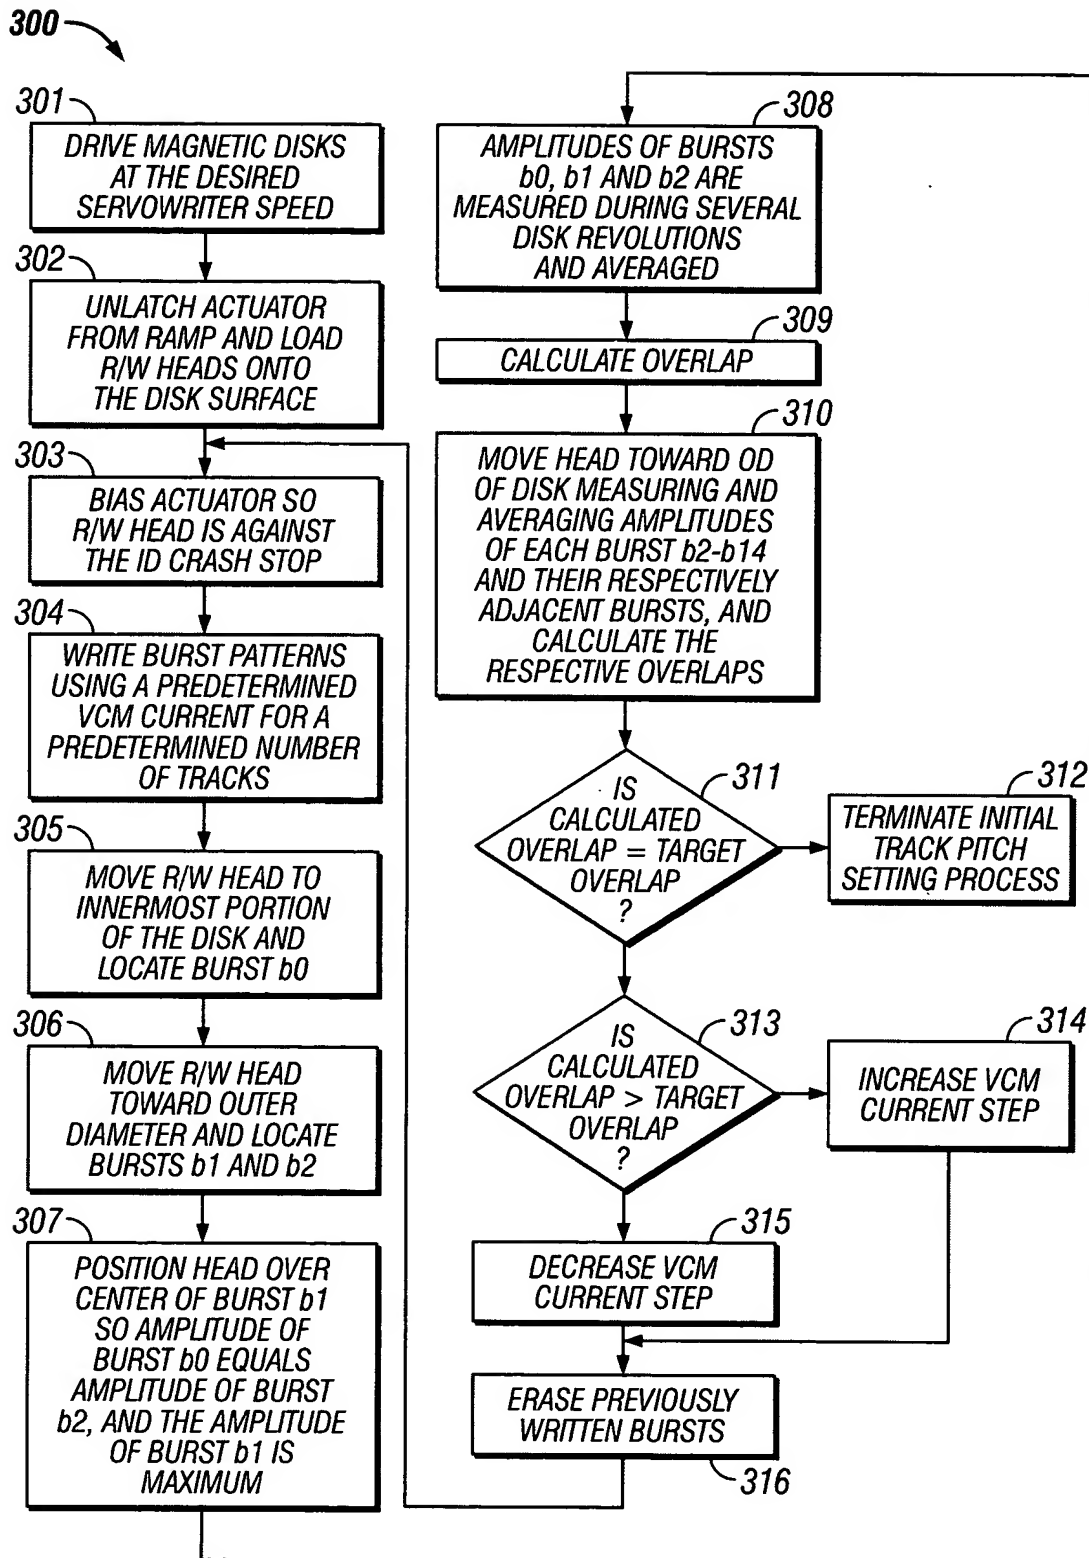 300
301
DRIVE MAGNETIC DISKS
AT THE DESIRED
SERVOWRITER SPEED
302
UNLATCH ACTUATOR
FROM RAMP AND LOAD
R/W HEADS ONTO
THE DISK SURFACE
303
BIAS ACTUATOR SO
R/W HEAD IS AGAINST
THE ID CRASH STOP
304
WRITE BURST PATTERNS
USING A PREDETERMINED
VCM CURRENT FOR A
PREDETERMINED NUMBER
OF TRACKS
305
MOVE R/W HEAD TO
INNERMOST PORTION
OF THE DISK AND
LOCATE BURST b0
306
MOVE R/W HEAD
TOWARD OUTER
DIAMETER AND LOCATE
BURSTS b1 AND b2
307
POSITION HEAD OVER
CENTER OF BURST b1
SO AMPLITUDE OF
BURST b0 EQUALS
AMPLITUDE OF BURST
b2, AND THE AMPLITUDE
OF BURST b1 IS
MAXIMUM
308
AMPLITUDES OF BURSTS
b0, b1 AND b2 ARE
MEASURED DURING SEVERAL
DISK REVOLUTIONS
AND AVERAGED
309
CALCULATE OVERLAP
310
MOVE HEAD TOWARD OD
OF DISK MEASURING AND
AVERAGING AMPLITUDES
OF EACH BURST b2-b14
AND THEIR RESPECTIVELY
ADJACENT BURSTS, AND
CALCULATE THE
RESPECTIVE OVERLAPS
311
IS
CALCULATED
OVERLAP = TARGET
OVERLAP
?
312
TERMINATE INITIAL
TRACK PITCH
SETTING PROCESS
313
IS
CALCULATED
OVERLAP > TARGET
OVERLAP
?
314
INCREASE VCM
CURRENT STEP
315
DECREASE VCM
CURRENT STEP
ERASE PREVIOUSLY
WRITTEN BURSTS
316